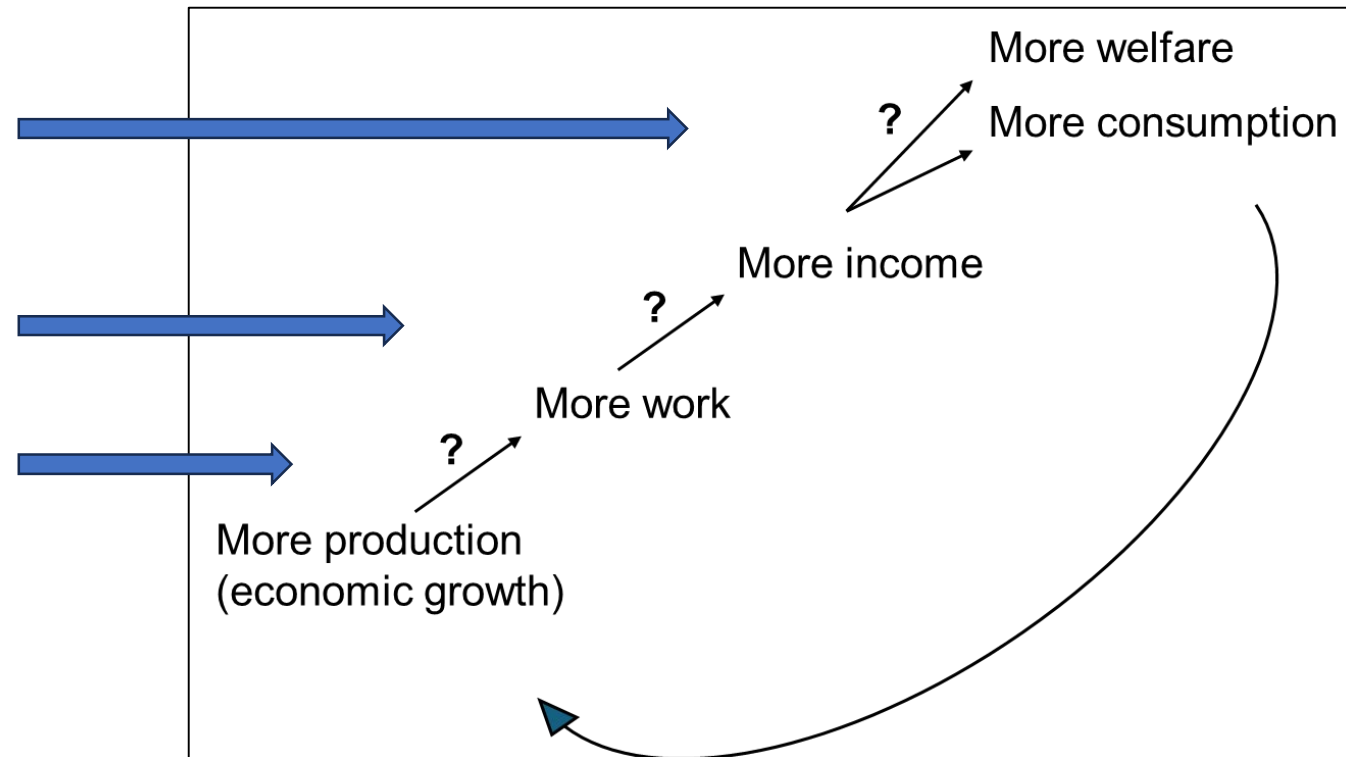 More welfare
?
More consumption
More income
?
More work
?
More production
(economic growth)